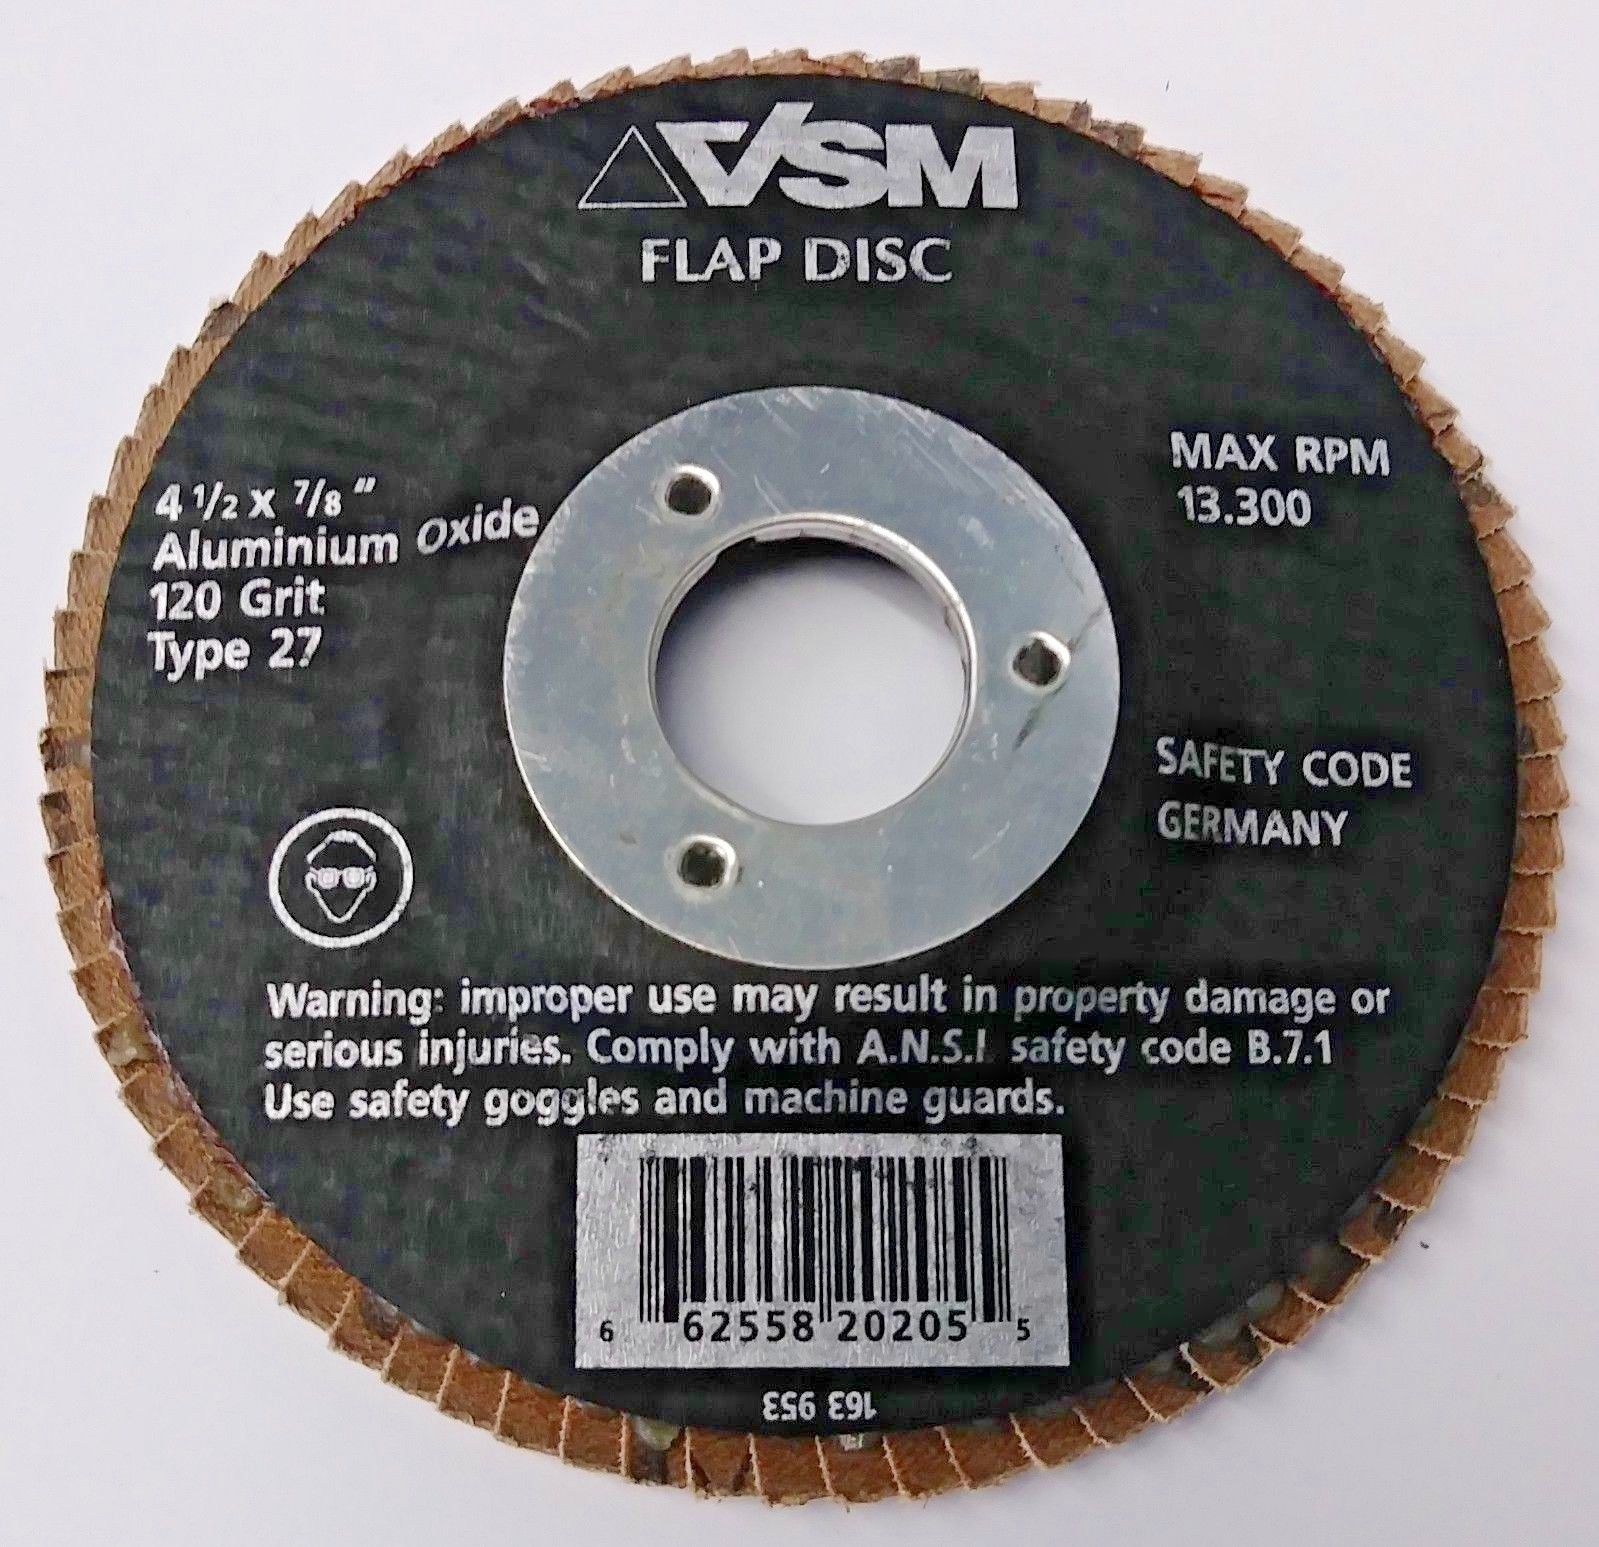 VSM
FLAP DISC
4 1/2 x 7/8 "
Aluminium Oxide
120 Grit
Type 27
MAX RPM
13.300
SAFETY CODE
GERMANY
Warning: improper use may result in property damage or
serious injuries. Comply with A.N.S.I safety code B.7.1
Use safety goggles and machine guards.
6 62558 20205 5
163 953